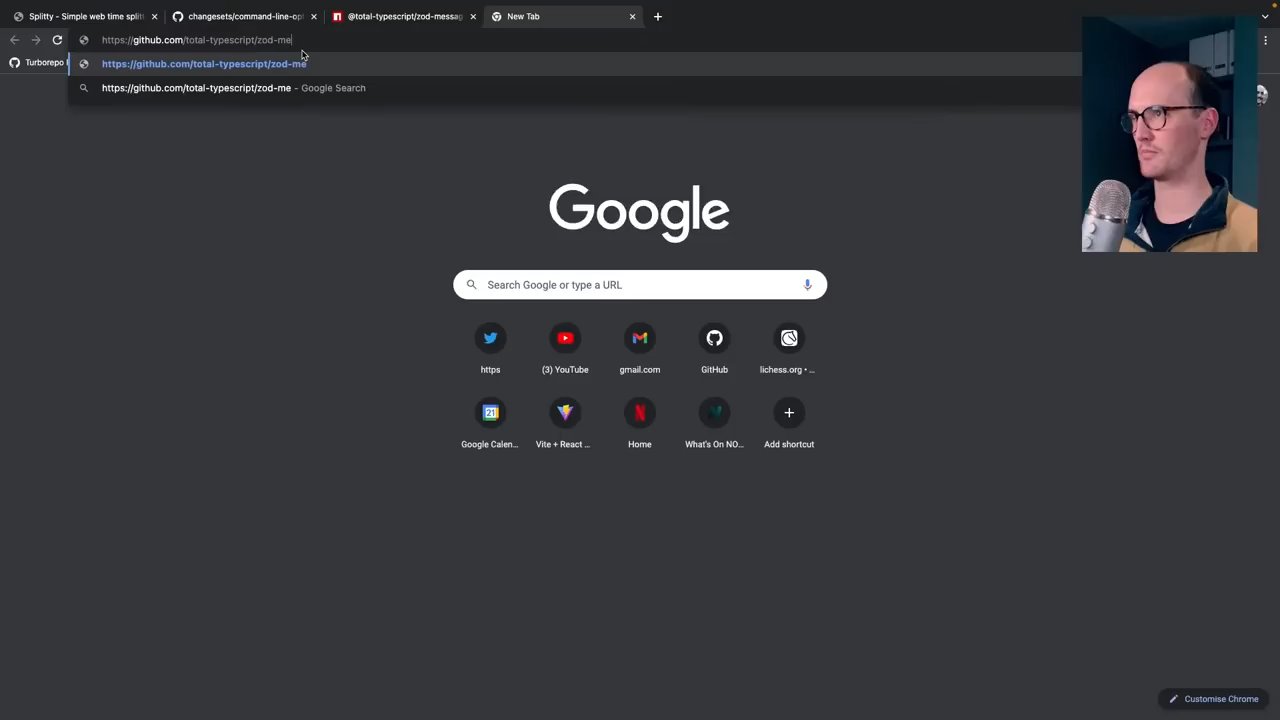 Splitty - Simple web time split
changesets/command-line-op
@total-typescript/zod-messag
New Tab
https://github.com/total-typescript/zod-me
Turborepo
https://github.com/total-typescript/zod-me
https://github.com/total-typescript/zod-me - Google Search
Google
Search Google or type a URL
https
(3) YouTube
gmail.com
GitHub
lichess.org • ...
21
Google Calen...
Vite + React ...
Home
What's On NO...
Add shortcut
Customise Chrome